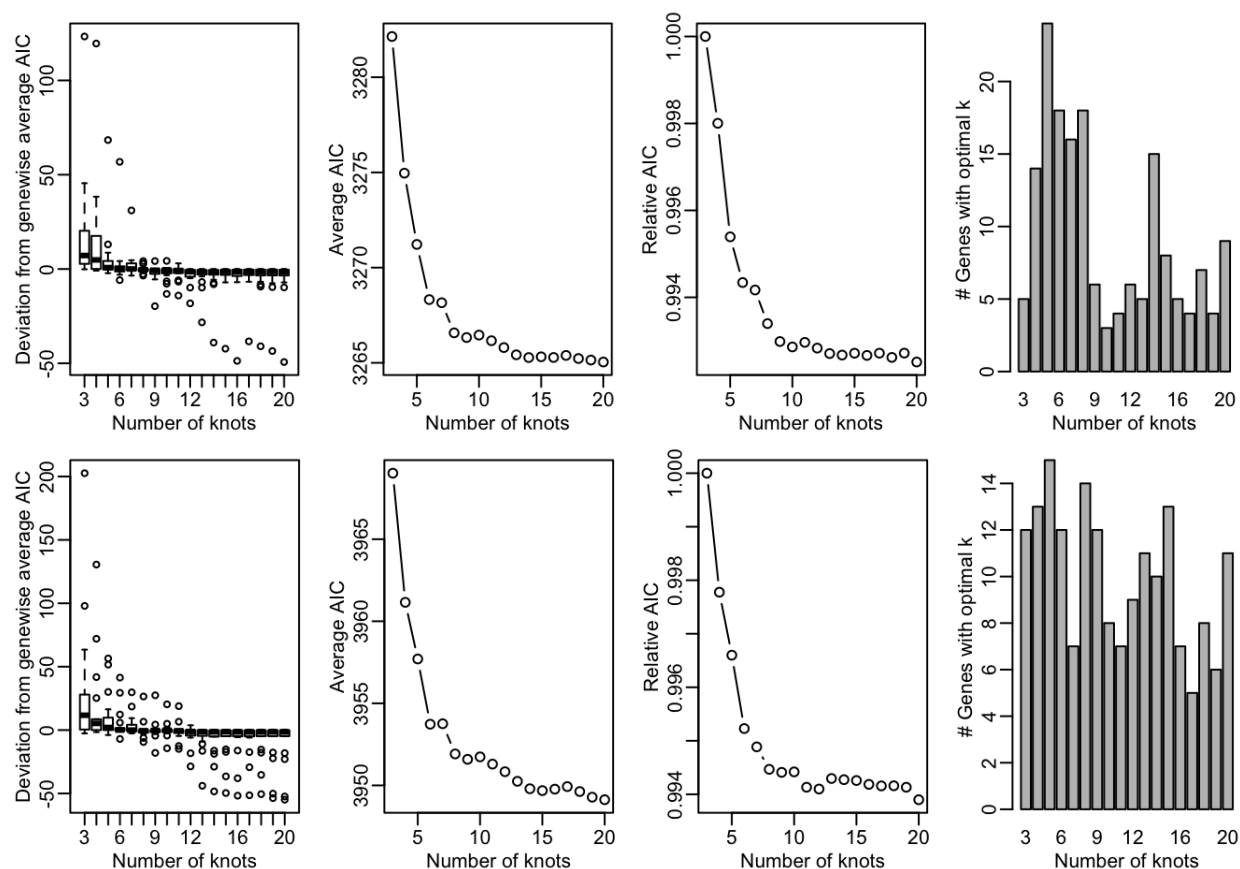 Deviation from genewise average AIC
-50 0 50 100
3 6 9 12 16 20
Number of knots
Average AIC
3265 3270 3275 3280
5 10 15 20
Number of knots
Relative AIC
0.994 0.996 0.998 1.000
5 10 15 20
Number of knots
# Genes with optimal k
0 5 10 15 20
3 6 9 12 16 20
Number of knots
Deviation from genewise average AIC
-50 0 50 100 150 200
3 6 9 12 16 20
Number of knots
Average AIC
3950 3955 3960 3965
5 10 15 20
Number of knots
Relative AIC
0.994 0.996 0.998 1.000
5 10 15 20
Number of knots
# Genes with optimal k
0 2 4 6 8 10 12 14
3 6 9 12 16 20
Number of knots